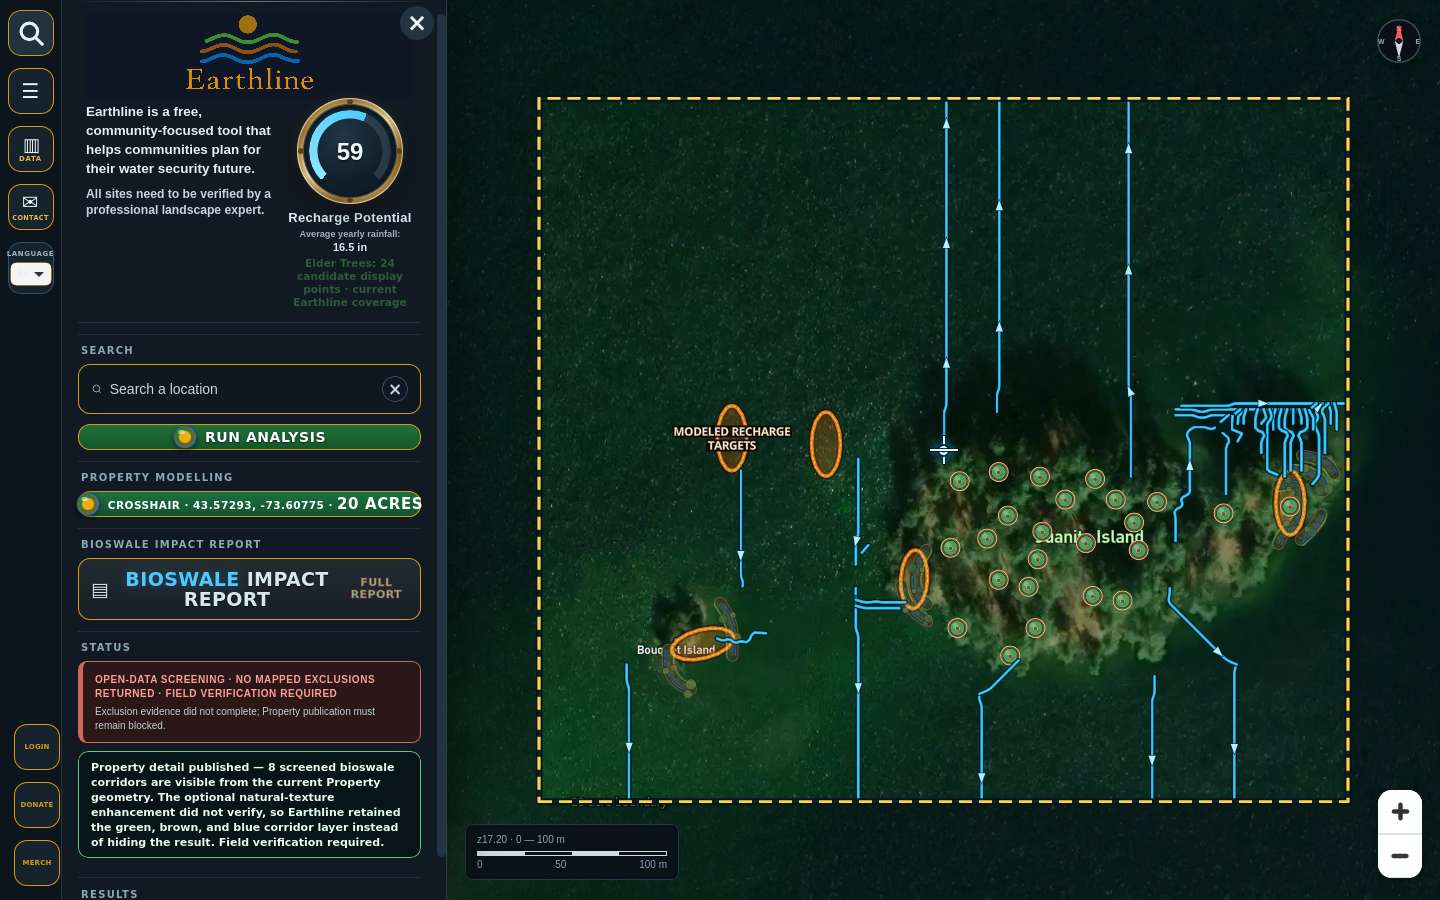 Earthline
Earthline is a free,
community-focused tool that
helps communities plan for
their water security future.
All sites need to be verified by a
professional landscape expert.
59
Recharge Potential
Average yearly rainfall:
16.5 in
Elder Trees: 24
candidate display
points · current
Earthline coverage
DATA
CONTACT
LANGUAGE
LOGIN
DONATE
MERCH
SEARCH
Search a location
RUN ANALYSIS
PROPERTY MODELLING
CROSSHAIR · 43.57293, -73.60775 · 20 ACRES
BIOSWALE IMPACT REPORT
BIOSWALE IMPACT
REPORT
FULL
REPORT
STATUS
OPEN-DATA SCREENING · NO MAPPED EXCLUSIONS
RETURNED · FIELD VERIFICATION REQUIRED
Exclusion evidence did not complete; Property publication must
remain blocked.
Property detail published — 8 screened bioswale
corridors are visible from the current Property
geometry. The optional natural-texture
enhancement did not verify, so Earthline retained
the green, brown, and blue corridor layer instead
of hiding the result. Field verification required.
RESULTS
W
E
S
MODELED RECHARGE
TARGETS
Juanita Island
Island
z17.20 · 0 — 100 m
0
50
100 m